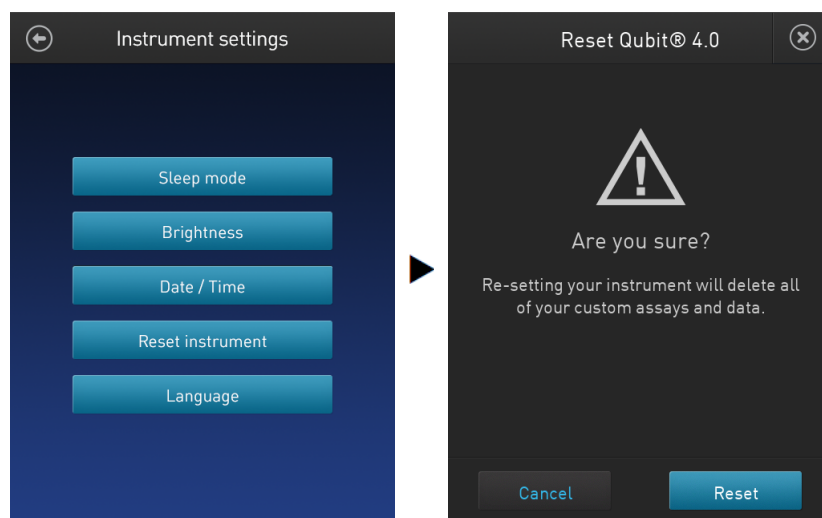 Instrument settings
Sleep mode
Brightness
Date / Time
Reset instrument
Language
Reset Qubit® 4.0
Are you sure?
Re-setting your instrument will delete all
of your custom assays and data.
Cancel
Reset